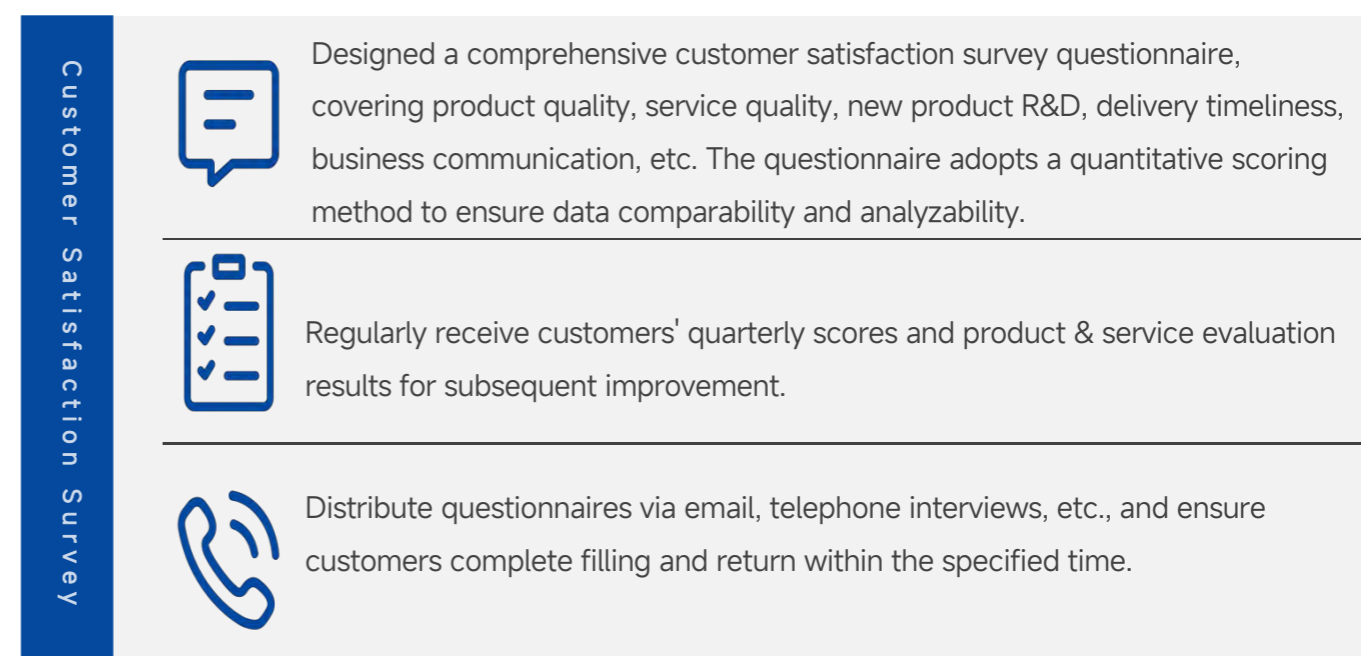 Customer Satisfaction Survey
Designed a comprehensive customer satisfaction survey questionnaire,
covering product quality, service quality, new product R&D, delivery timeliness,
business communication, etc. The questionnaire adopts a quantitative scoring
method to ensure data comparability and analyzability.
Regularly receive customers' quarterly scores and product & service evaluation
results for subsequent improvement.
Distribute questionnaires via email, telephone interviews, etc., and ensure
customers complete filling and return within the specified time.